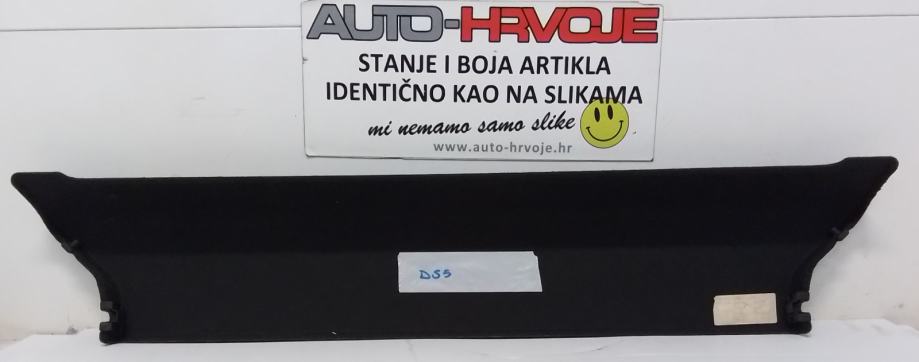 AUTO-HRVOJE
STANJE I BOJA ARTIKLA
IDENTIČNO KAO NA SLIKAMA
mi nemamo samo slike
www.auto-hrvoje.hr
DS5